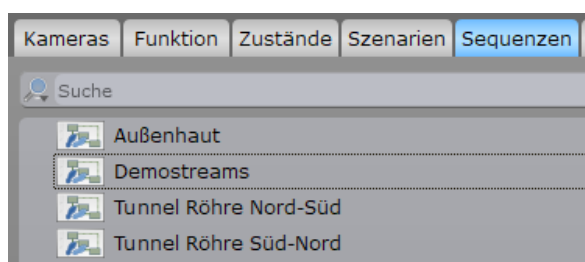 Kameras Funktion Zustände Szenarien Sequenzen
Suche
Außenhaut
Demostreams
Tunnel Röhre Nord-Süd
Tunnel Röhre Süd-Nord